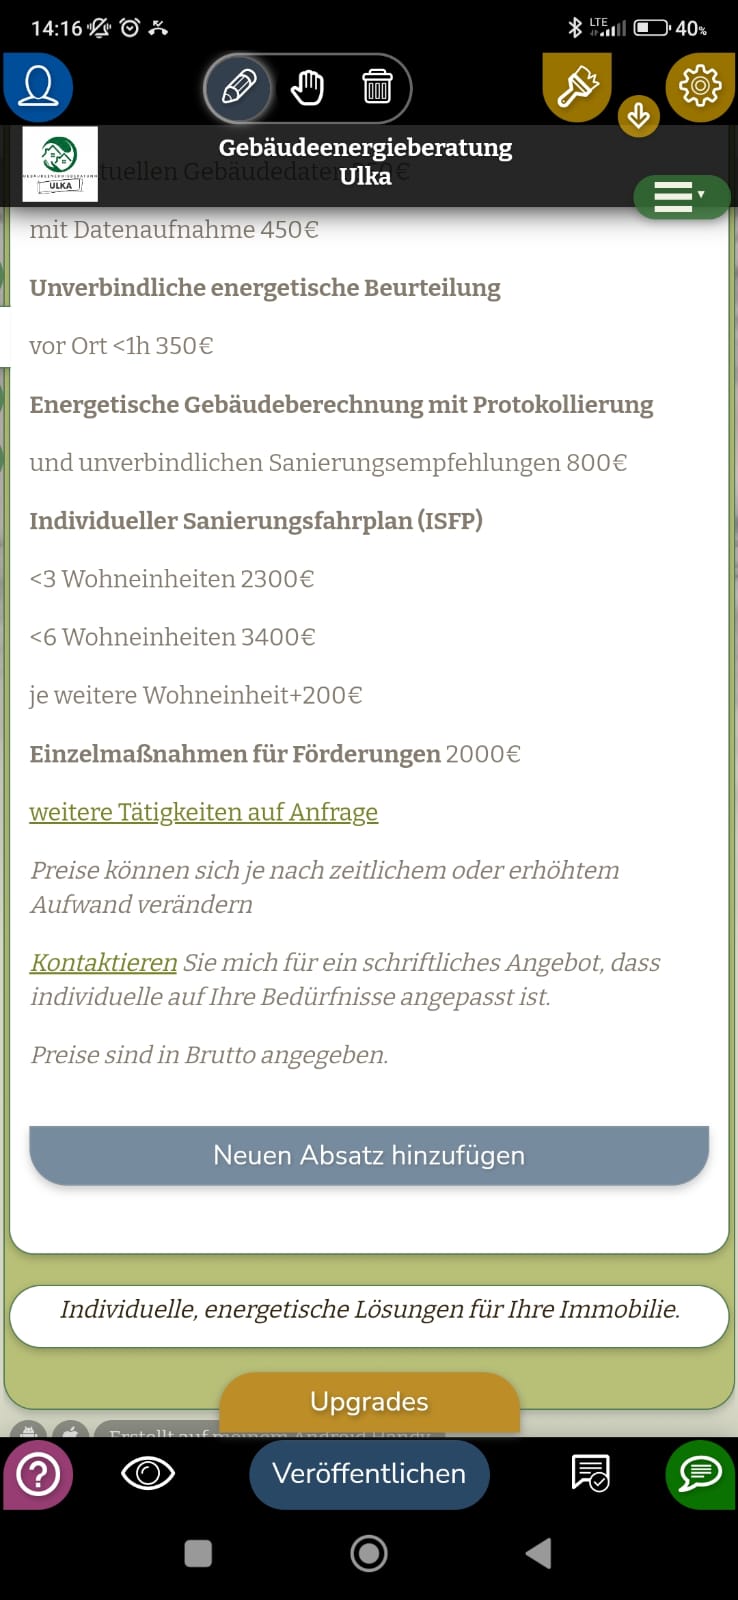 14:16
LTE
40%
Gebäudeenergieberatung
Ulka
ULKA
tuellen Gebäudedaten
mit Datenaufnahme 450€
Unverbindliche energetische Beurteilung
vor Ort <1h 350€
Energetische Gebäudeberechnung mit Protokollierung
und unverbindlichen Sanierungsempfehlungen 800€
Individueller Sanierungsfahrplan (ISFP)
<3 Wohneinheiten 2300€
<6 Wohneinheiten 3400€
je weitere Wohneinheit+200€
Einzelmaßnahmen für Förderungen 2000€
weitere Tätigkeiten auf Anfrage
Preise können sich je nach zeitlichem oder erhöhtem
Aufwand verändern
Kontaktieren Sie mich für ein schriftliches Angebot, dass
individuelle auf Ihre Bedürfnisse angepasst ist.
Preise sind in Brutto angegeben.
Neuen Absatz hinzufügen
Individuelle, energetische Lösungen für Ihre Immobilie.
Upgrades
Erstellt auf meinem Android Handy
Veröffentlichen